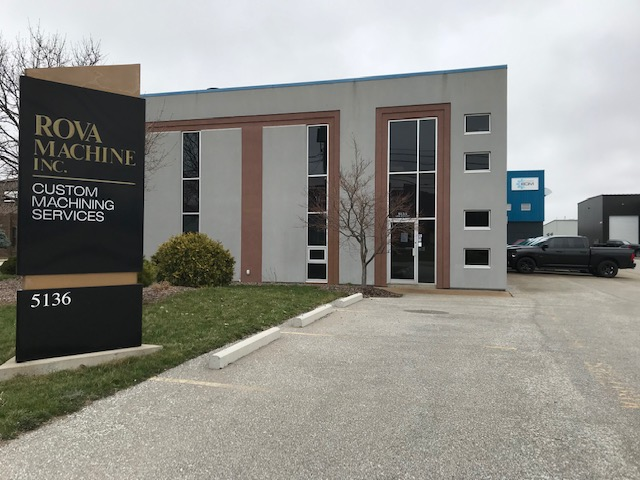 ROVA
MACHINE
INC.
CUSTOM
MACHINING
SERVICES
5136